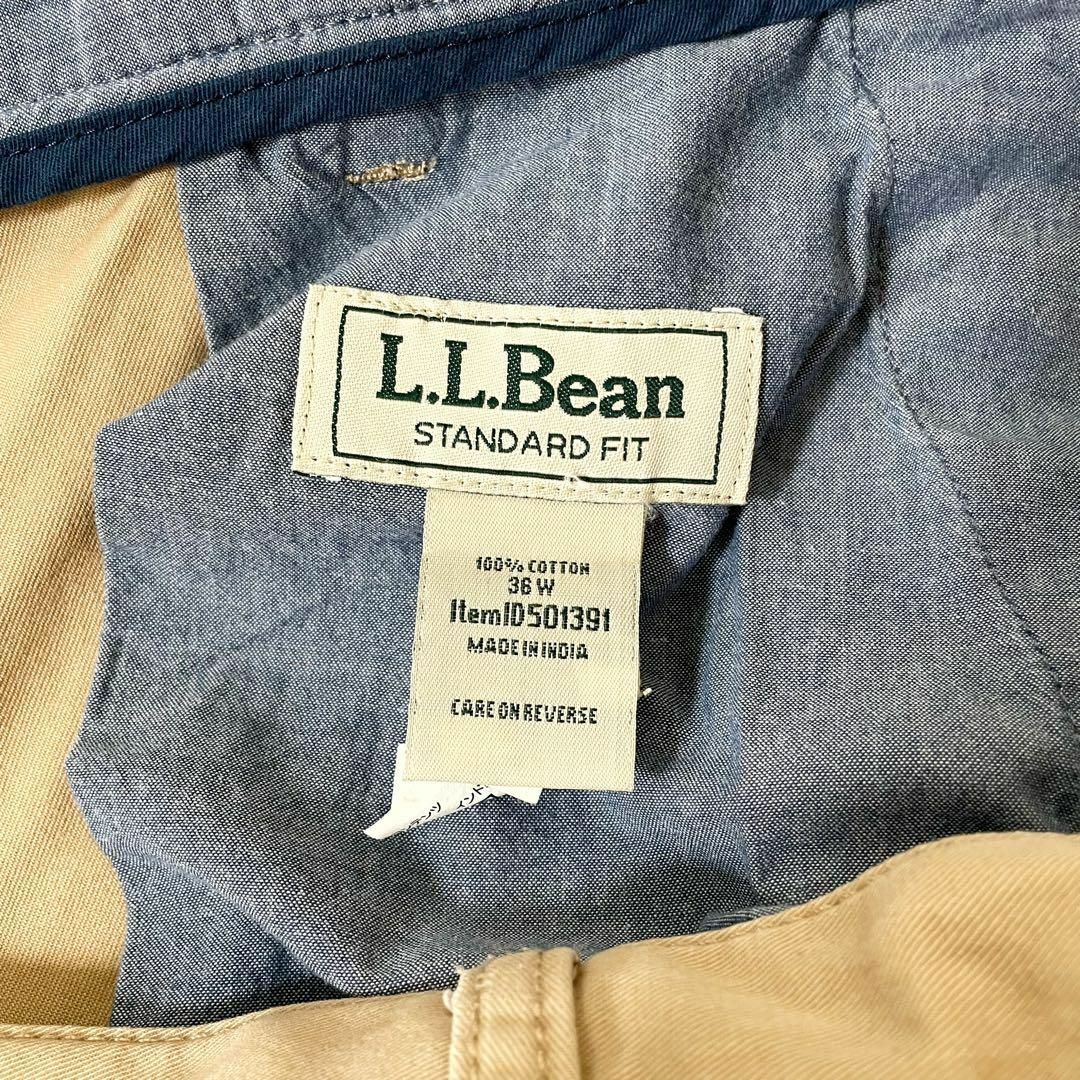 L.L.Bean
STANDARD FIT
100% COTTON
36 W
ItemID501391
MADE IN INDIA
CARE ON REVERSE